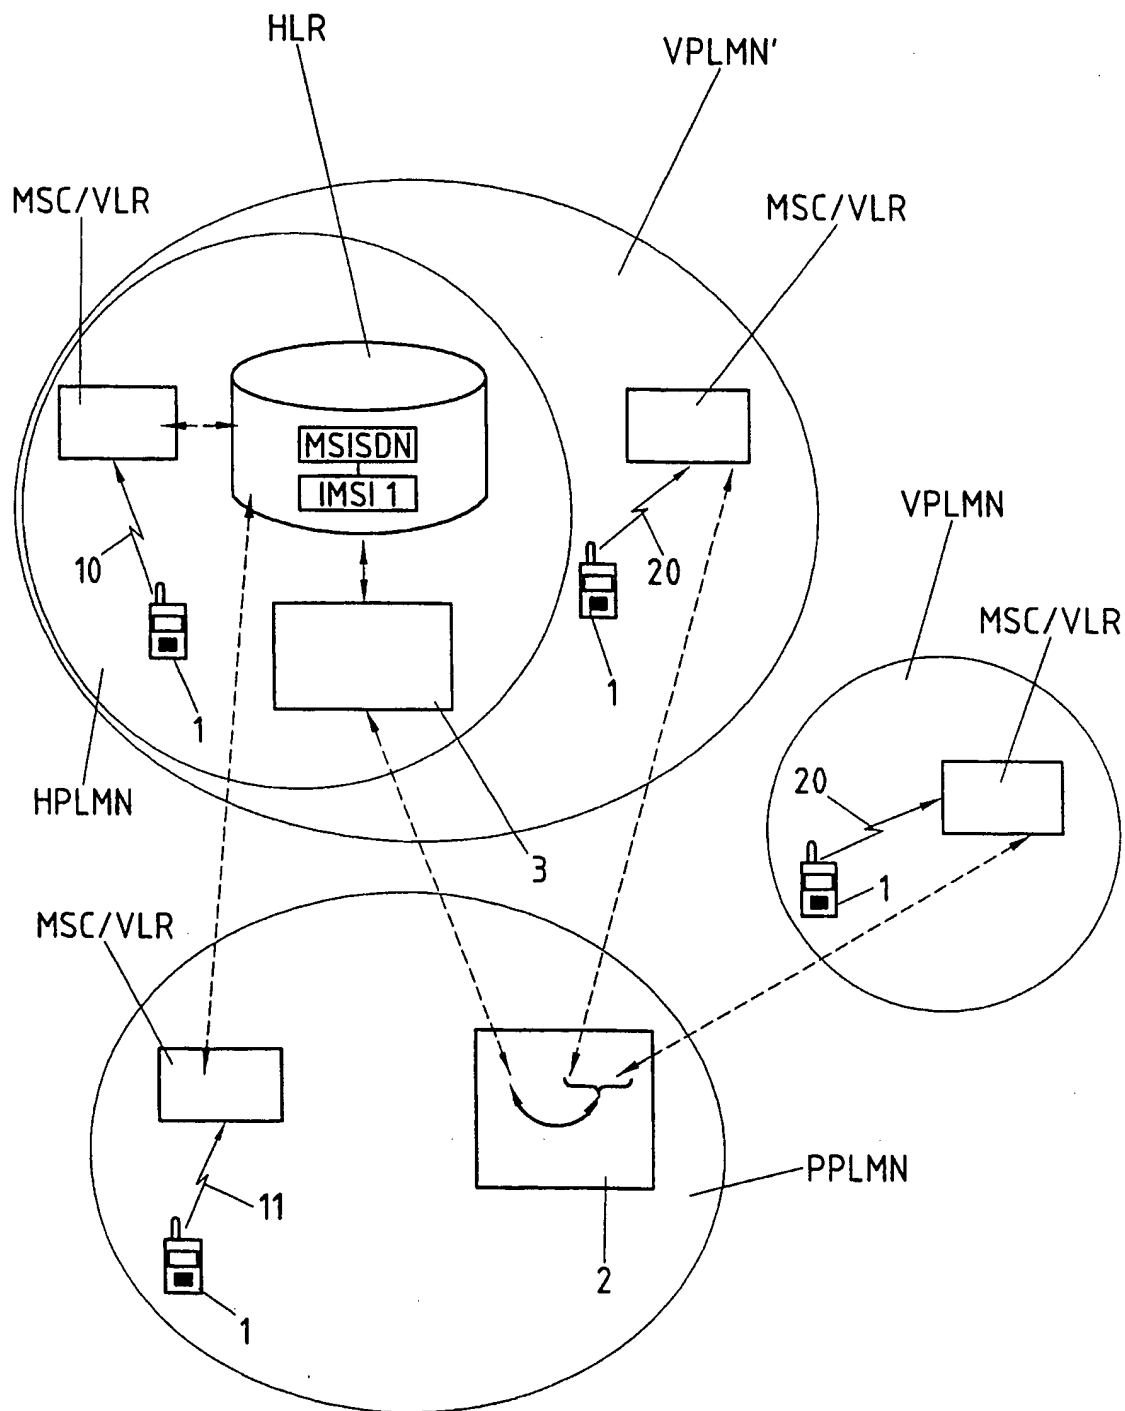 HLR
VPLMN'
MSC/VLR
MSC/VLR
MSISDN
IMSI 1
VPLMN
10
20
MSC/VLR
1
1
HPLMN
20
3
1
MSC/VLR
PPLMN
11
2
1